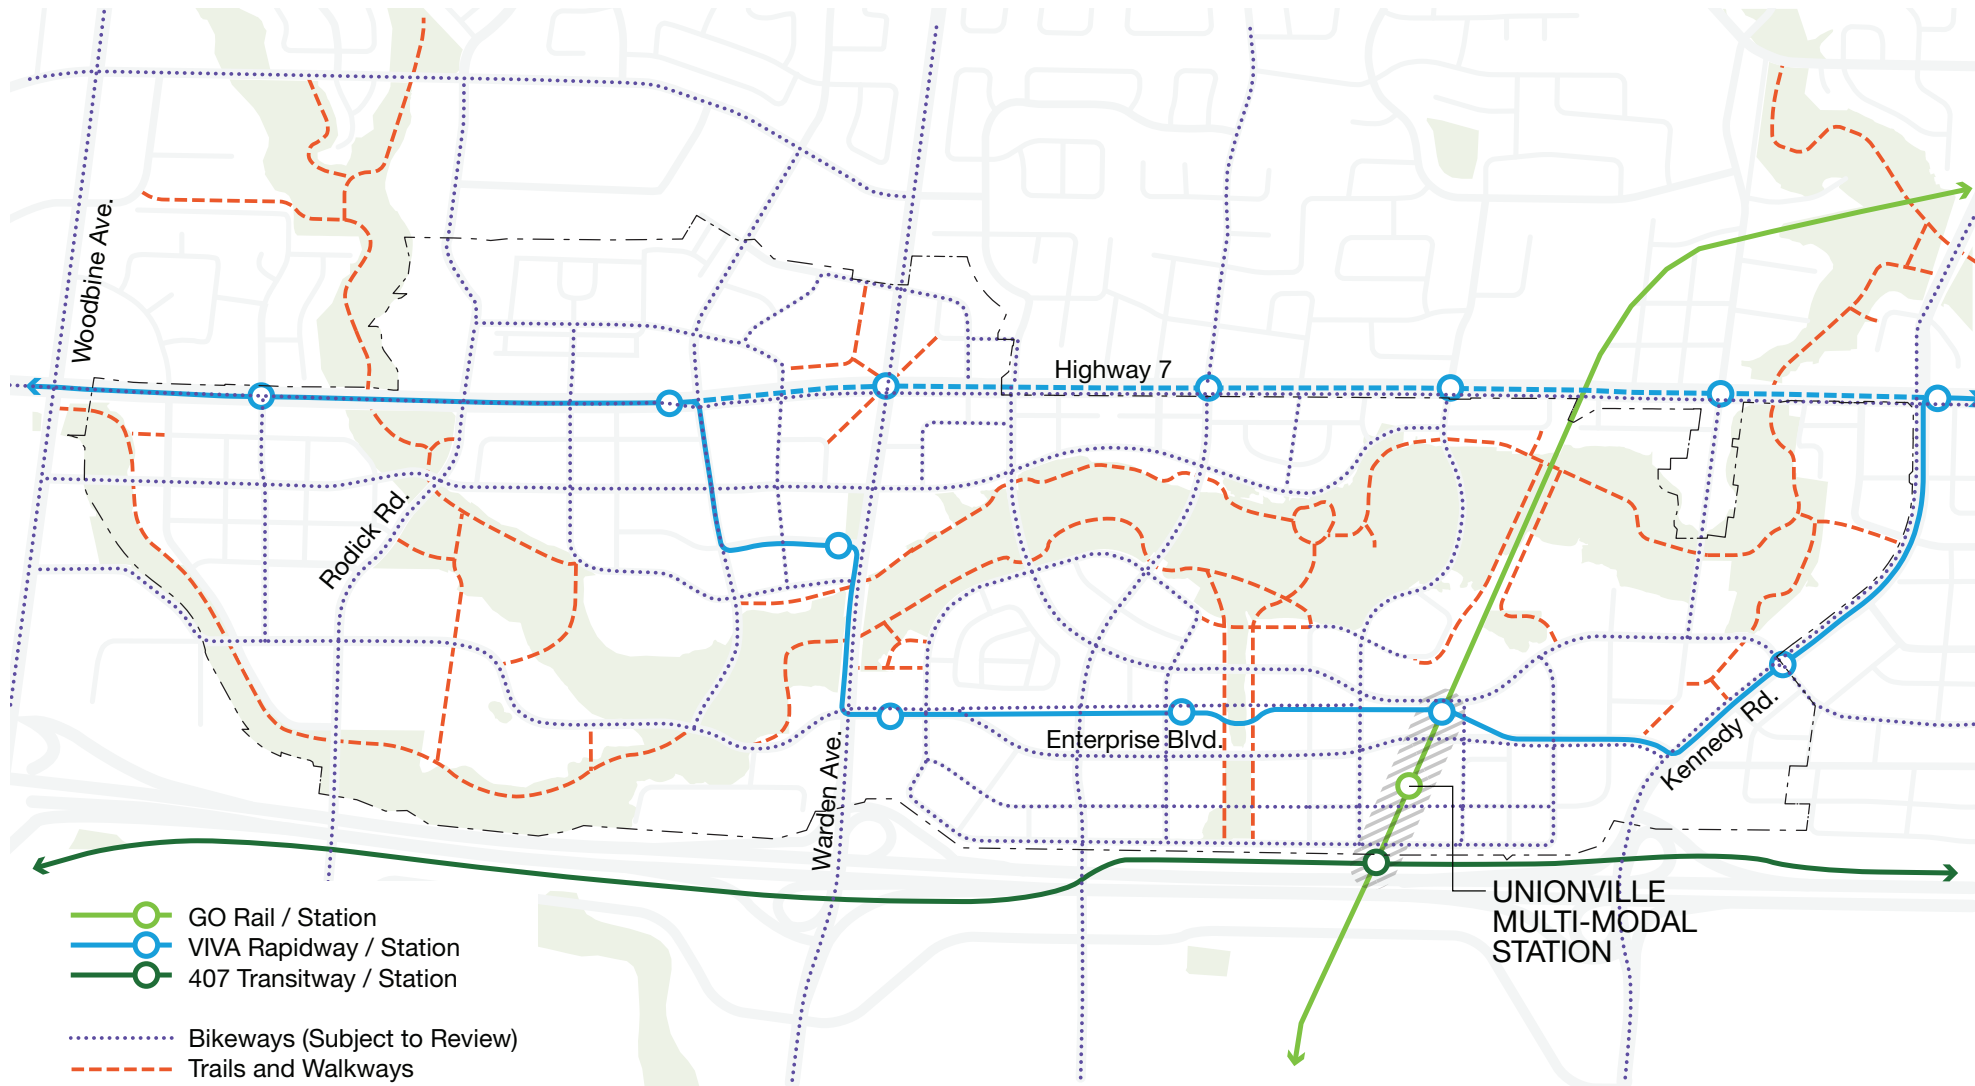 Woodbine Ave.
Highway 7
Rodick Rd.
Enterprise Blvd.
Warden Ave.
Kennedy Rd.
UNIONVILLE
MULTI-MODAL
STATION
GO Rail / Station
VIVA Rapidway / Station
407 Transitway / Station
Bikeways (Subject to Review)
Trails and Walkways